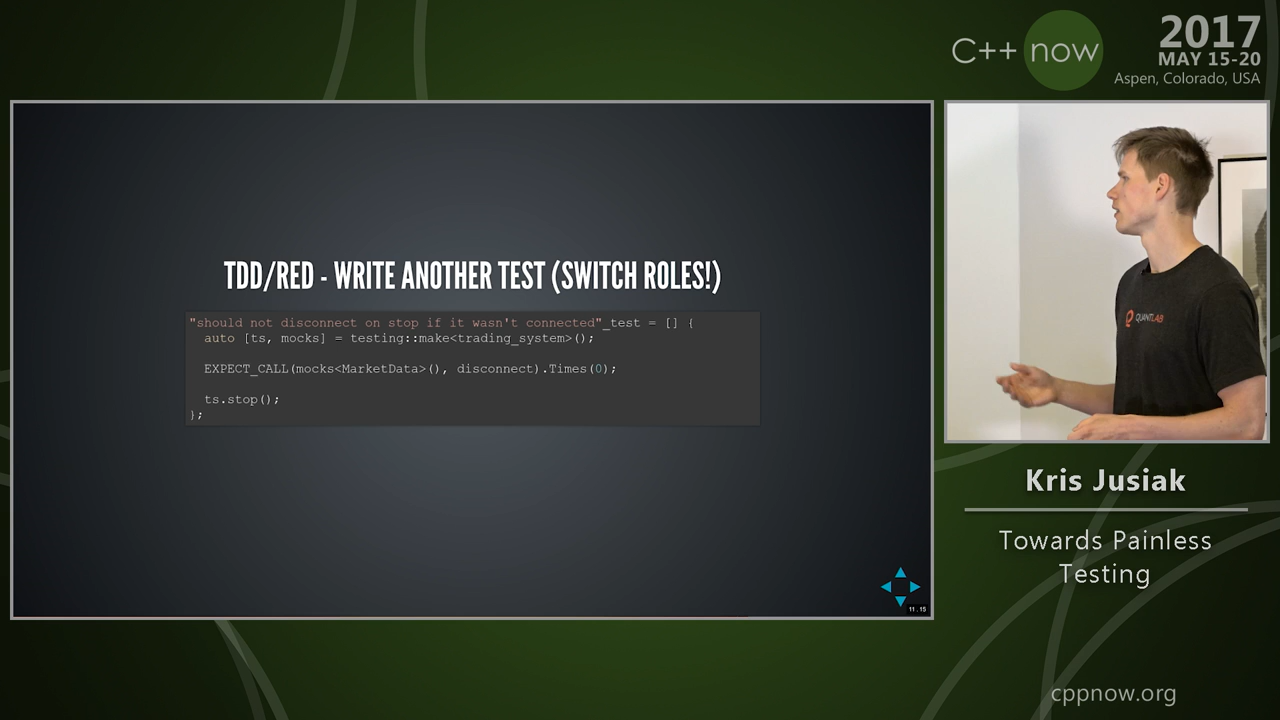 C++ now
2017
MAY 15-20
Aspen, Colorado, USA
TDD/RED - WRITE ANOTHER TEST (SWITCH ROLES!)
"should not disconnect on stop if it wasn't connected"_test = [] {
  auto [ts, mocks] = testing::make<trading_system>();
  EXPECT_CALL(mocks<MarketData>(), disconnect).Times(0);
  ts.stop();
};
11.15
QUANTLAB
Kris Jusiak
Towards Painless
Testing
cppnow.org